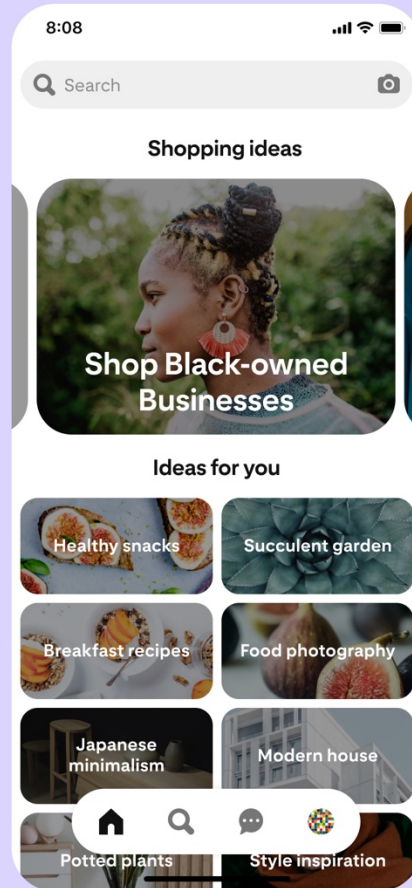 8:08
Search
Shopping ideas
Shop Black-owned
Businesses
Ideas for you
Healthy snacks
Succulent garden
Breakfast recipes
Food photography
Japanese
minimalism
Modern house
Potted plants
Style inspiration